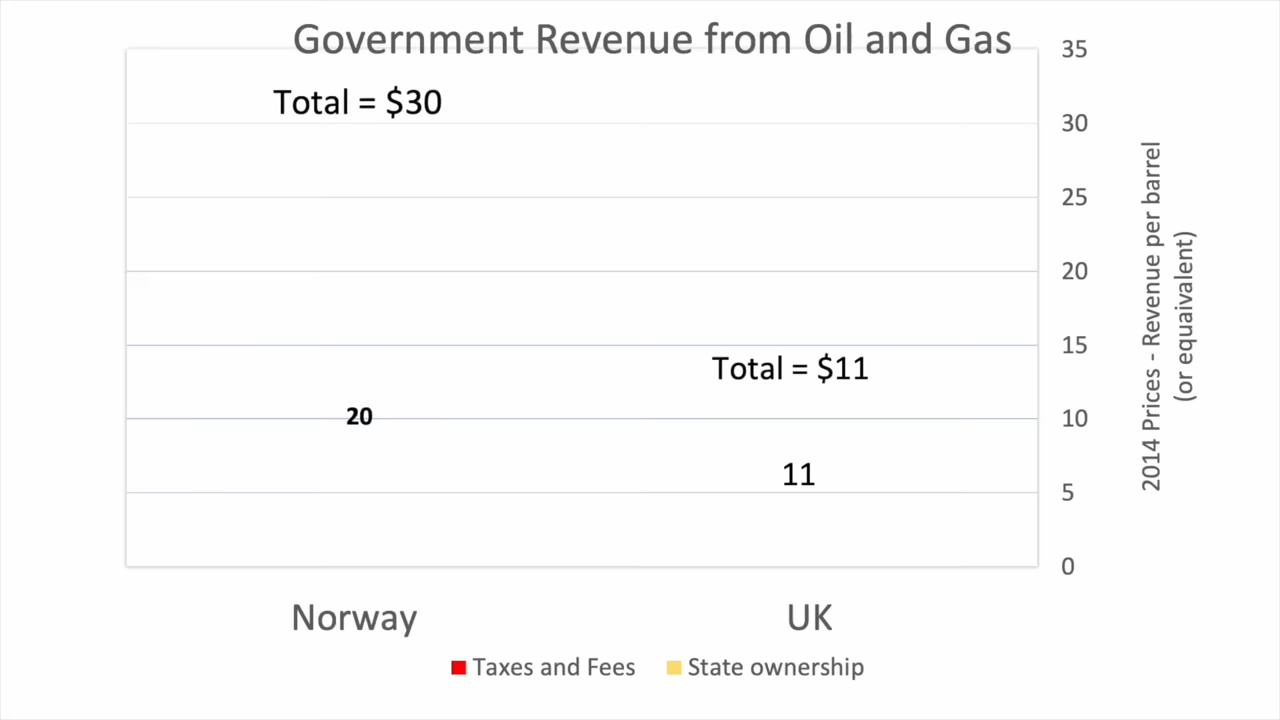 Government Revenue from Oil and Gas
35
Total = $30
30
25
20
15
Total = $11
20
10
11
5
0
2014 Prices - Revenue per barrel
(or equaivalent)
Norway
UK
Taxes and Fees
State ownership